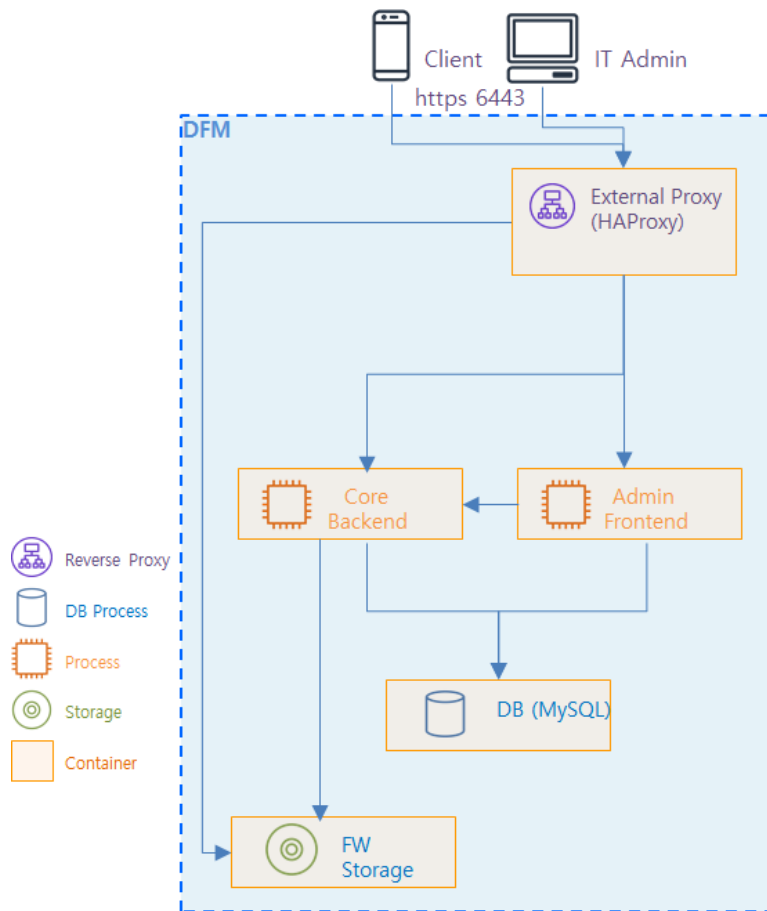 Client
IT Admin
https 6443
DFM
External Proxy
(HAProxy)
Core
Backend
Admin
Frontend
Reverse Proxy
DB Process
Process
Storage
Container
DB (MySQL)
FW
Storage